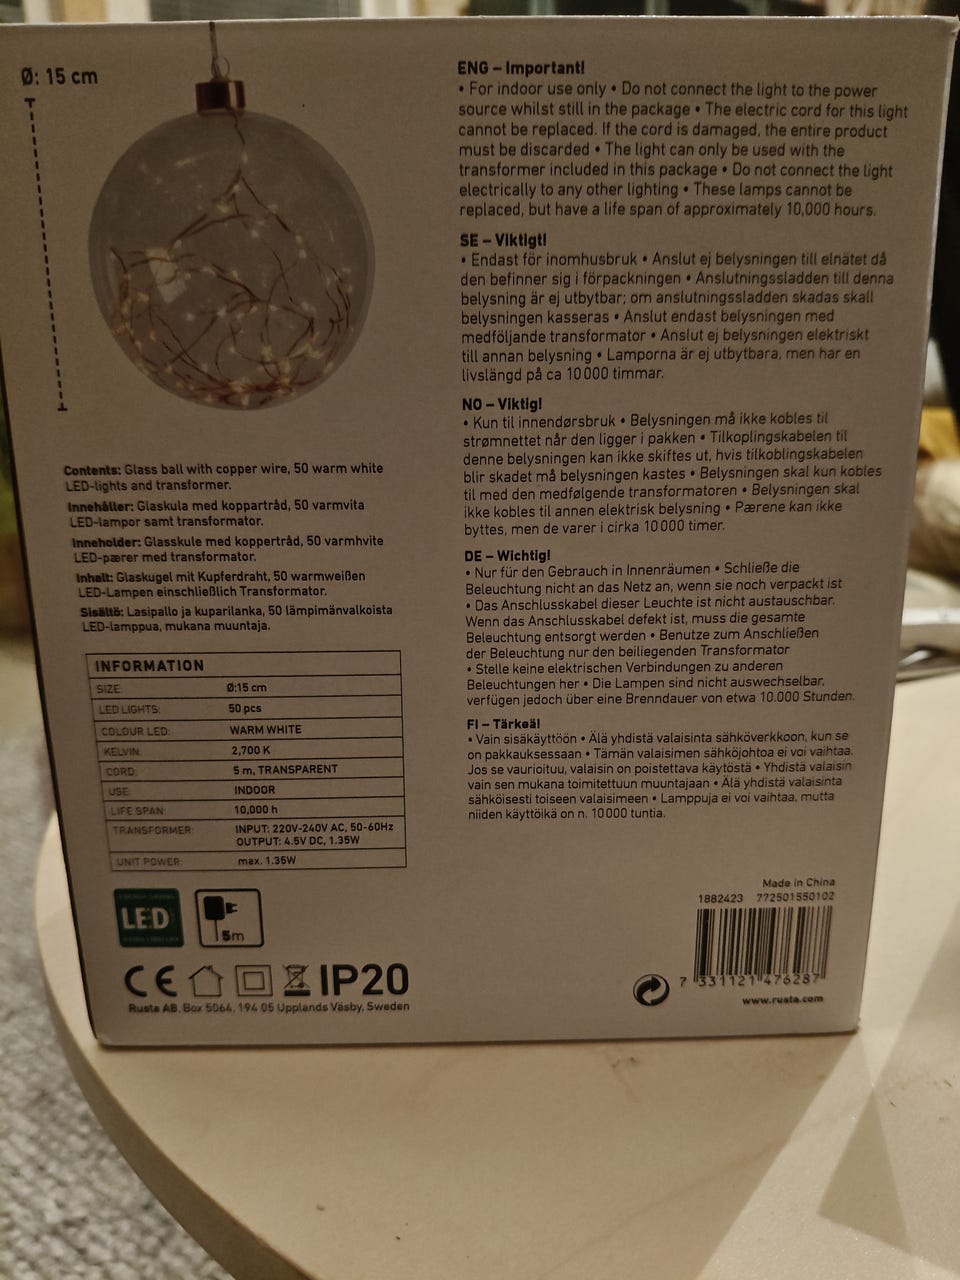 Ø: 15 cm
Contents: Glass ball with copper wire, 50 warm white
LED-lights and transformer.
Innehåller: Glaskula med koppartråd, 50 varmvita
LED-lampor samt transformator.
Inneholder: Glasskule med koppertråd, 50 varmhvite
LED-pærer med transformator.
Inhalt: Glaskugel mit Kupferdraht, 50 warmweißen
LED-Lampen einschließlich Transformator.
Sisältö: Lasipallo ja kuparilanka, 50 lämpimänvalkoista
LED-lamppua, mukana muuntaja.
INFORMATION
SIZE: Ø:15 cm
LED LIGHTS: 50 pcs
COLOUR LED: WARM WHITE
KELVIN: 2,700 K
CORD: 5 m, TRANSPARENT
USE: INDOOR
LIFE SPAN: 10,000 h
TRANSFORMER: INPUT: 220V-240V AC, 50-60Hz
OUTPUT: 4.5V DC, 1.35W
UNIT POWER: max. 1.35W
LED
5m
CE IP20
Rusta AB, Box 5064, 194 05 Upplands Väsby, Sweden
ENG – Important!
• For indoor use only • Do not connect the light to the power
source whilst still in the package • The electric cord for this light
cannot be replaced. If the cord is damaged, the entire product
must be discarded • The light can only be used with the
transformer included in this package • Do not connect the light
electrically to any other lighting • These lamps cannot be
replaced, but have a life span of approximately 10,000 hours.
SE – Viktigt!
• Endast för inomhusbruk • Anslut ej belysningen till elnätet då
den befinner sig i förpackningen • Anslutningssladden till denna
belysning är ej utbytbar; om anslutningssladden skadas skall
belysningen kasseras • Anslut endast belysningen med
medföljande transformator • Anslut ej belysningen elektriskt
till annan belysning • Lamporna är ej utbytbara, men har en
livslängd på ca 10 000 timmar.
NO – Viktig!
• Kun til innendørsbruk • Belysningen må ikke kobles til
strømnettet når den ligger i pakken • Tilkoplingskabelen til
denne belysningen kan ikke skiftes ut, hvis tilkoblingskabelen
blir skadet må belysningen kastes • Belysningen skal kun kobles
til med den medfølgende transformatoren • Belysningen skal
ikke kobles til annen elektrisk belysning • Pærene kan ikke
byttes, men de varer i cirka 10 000 timer.
DE – Wichtig!
• Nur für den Gebrauch in Innenräumen • Schließe die
Beleuchtung nicht an das Netz an, wenn sie noch verpackt ist
• Das Anschlusskabel dieser Leuchte ist nicht austauschbar.
Wenn das Anschlusskabel defekt ist, muss die gesamte
Beleuchtung entsorgt werden • Benutze zum Anschließen
der Beleuchtung nur den beiliegenden Transformator
• Stelle keine elektrischen Verbindungen zu anderen
Beleuchtungen her • Die Lampen sind nicht auswechselbar,
verfügen jedoch über eine Brenndauer von etwa 10.000 Stunden.
FI – Tärkeä!
• Vain sisäkäyttöön • Älä yhdistä valaisinta sähköverkkoon, kun se
on pakkauksessaan • Tämän valaisimen sähköjohtoa ei voi vaihtaa.
Jos se vaurioituu, valaisin on poistettava käytöstä • Yhdistä valaisin
vain sen mukana toimitettuun muuntajaan • Älä yhdistä valaisinta
sähköisesti toiseen valaisimeen • Lamppuja ei voi vaihtaa, mutta
niiden käyttöikä on n. 10 000 tuntia.
Made in China
1882423 772501550102
7 331121 476287
www.rusta.com